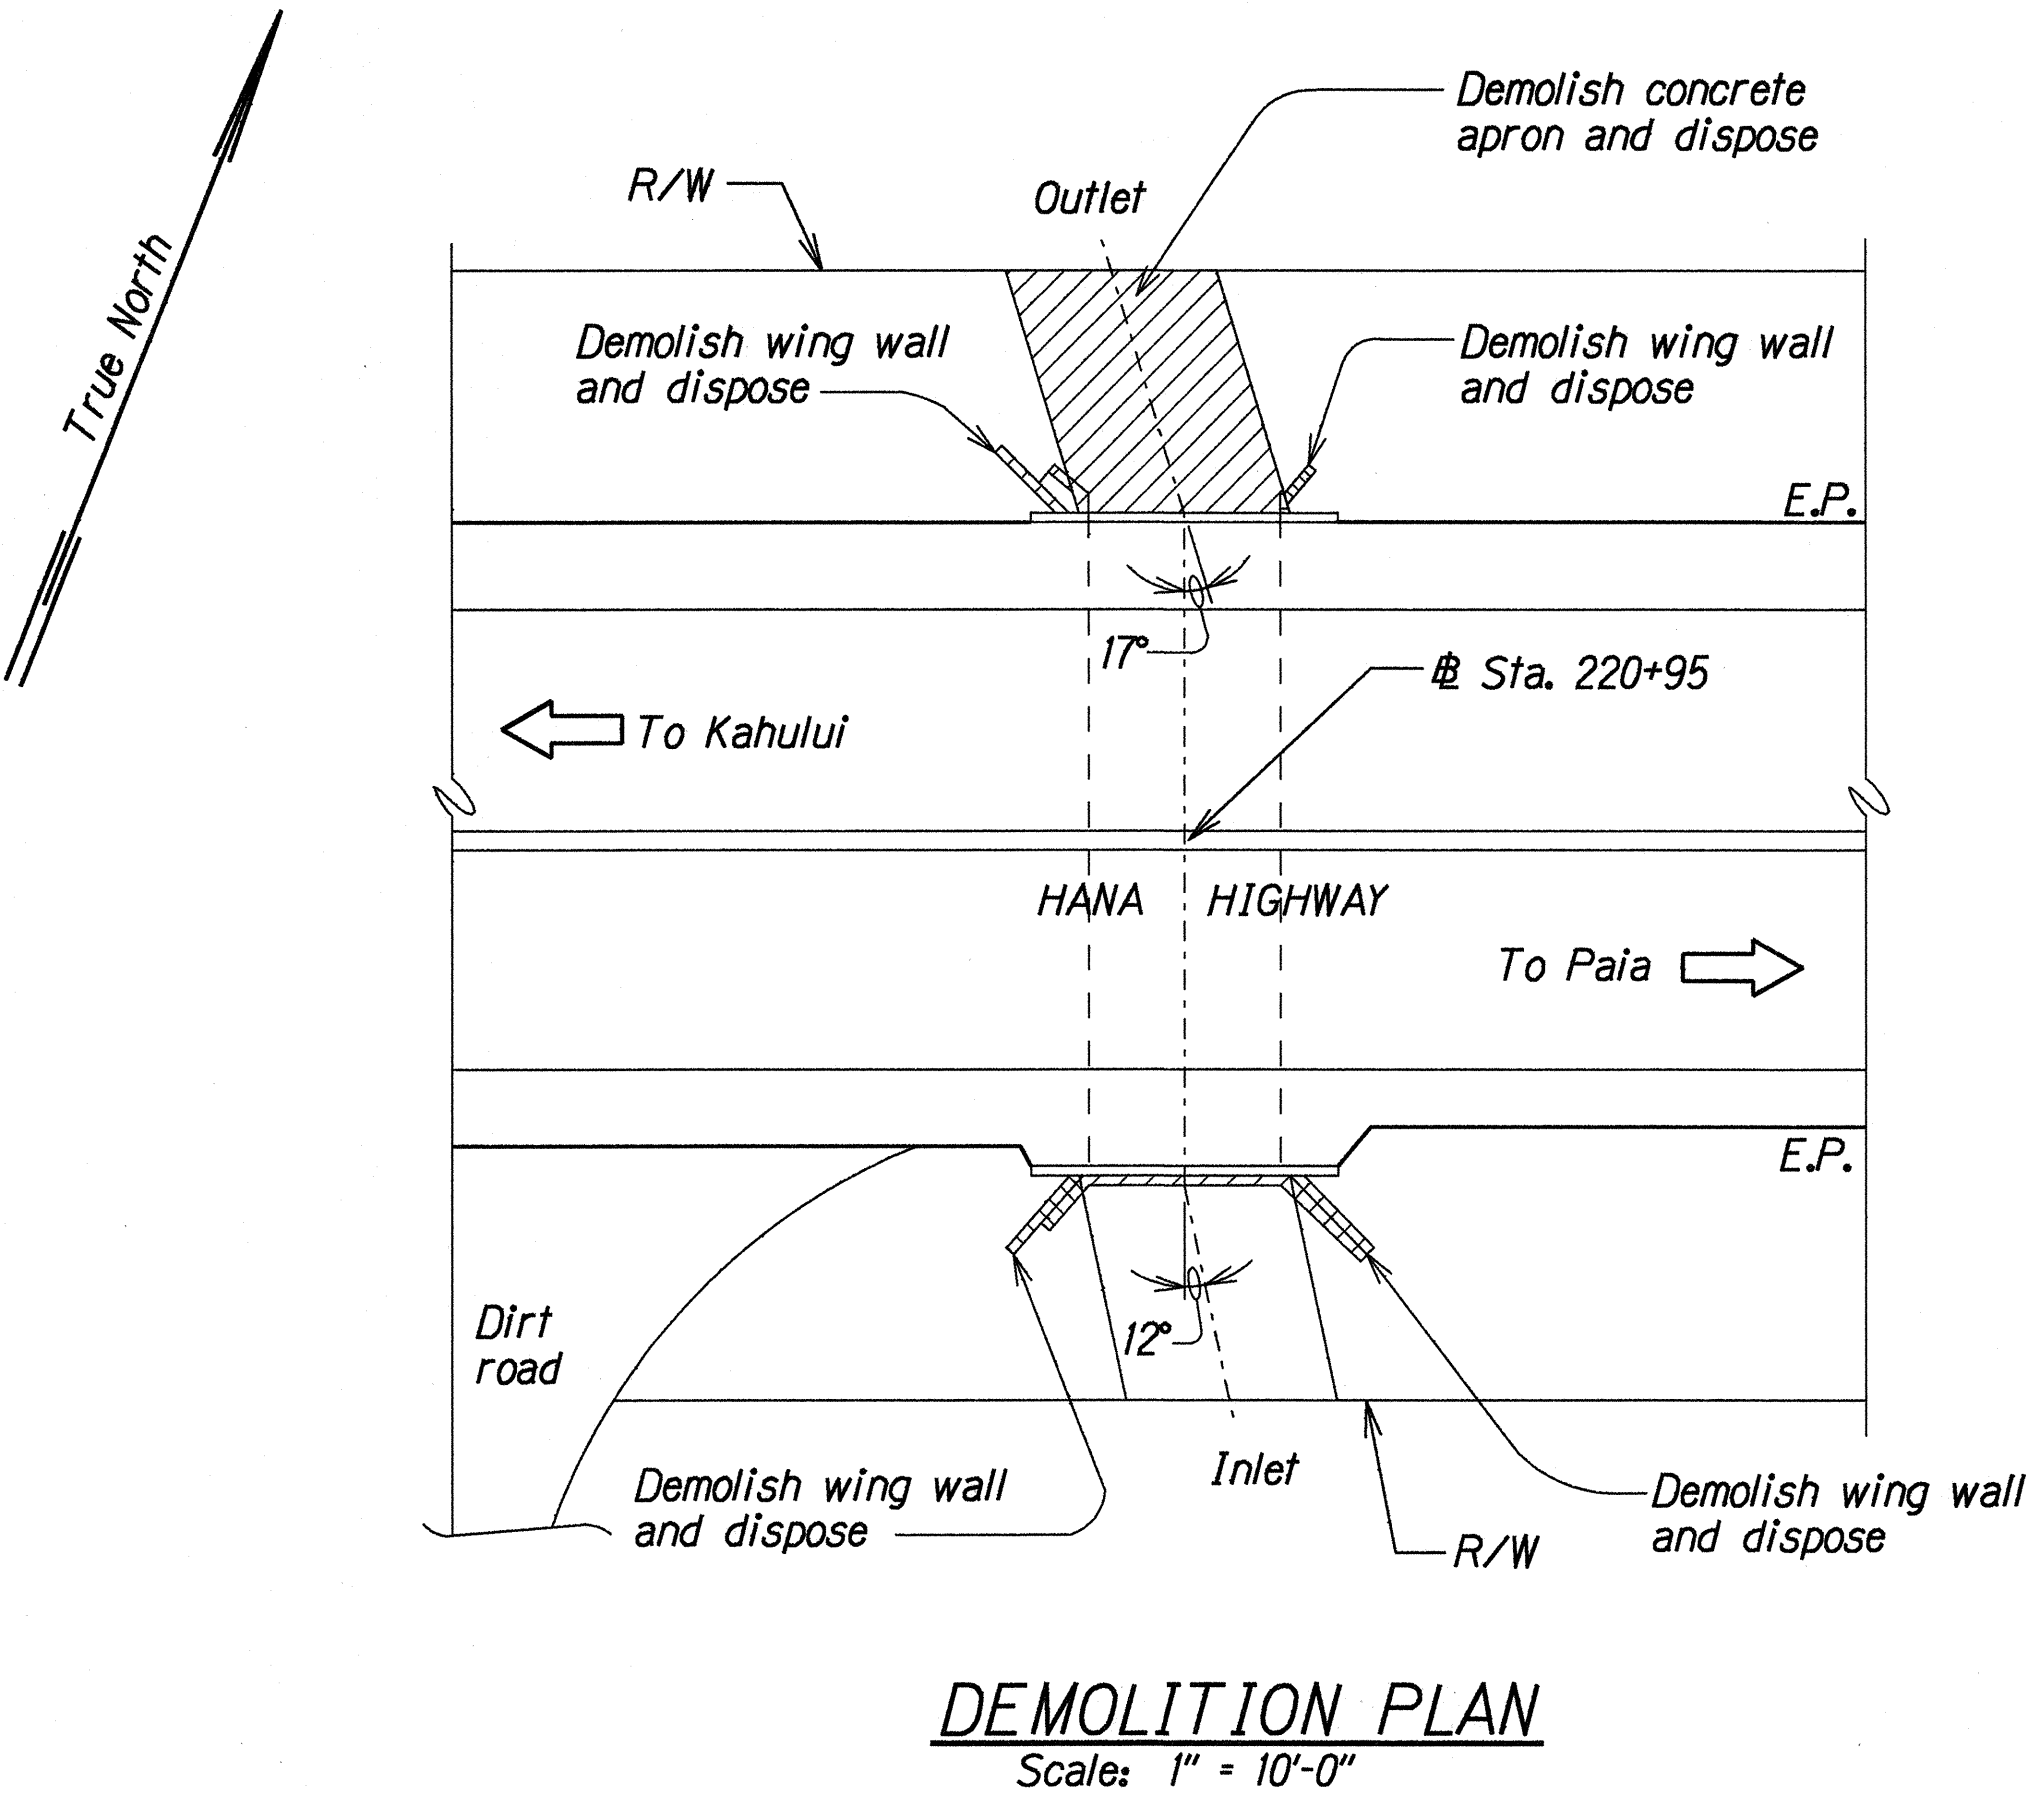 Demolish concrete
apron and dispose
R/W
Outlet
True North
Demolish wing wall
and dispose
Demolish wing wall
and dispose
E.P.
17°
BL Sta. 220+95
To Kahului
HANA HIGHWAY
To Paia
E.P.
Dirt
road
12°
Inlet
Demolish wing wall
and dispose
Demolish wing wall
and dispose
R/W
DEMOLITION PLAN
Scale: 1" = 10'-0"